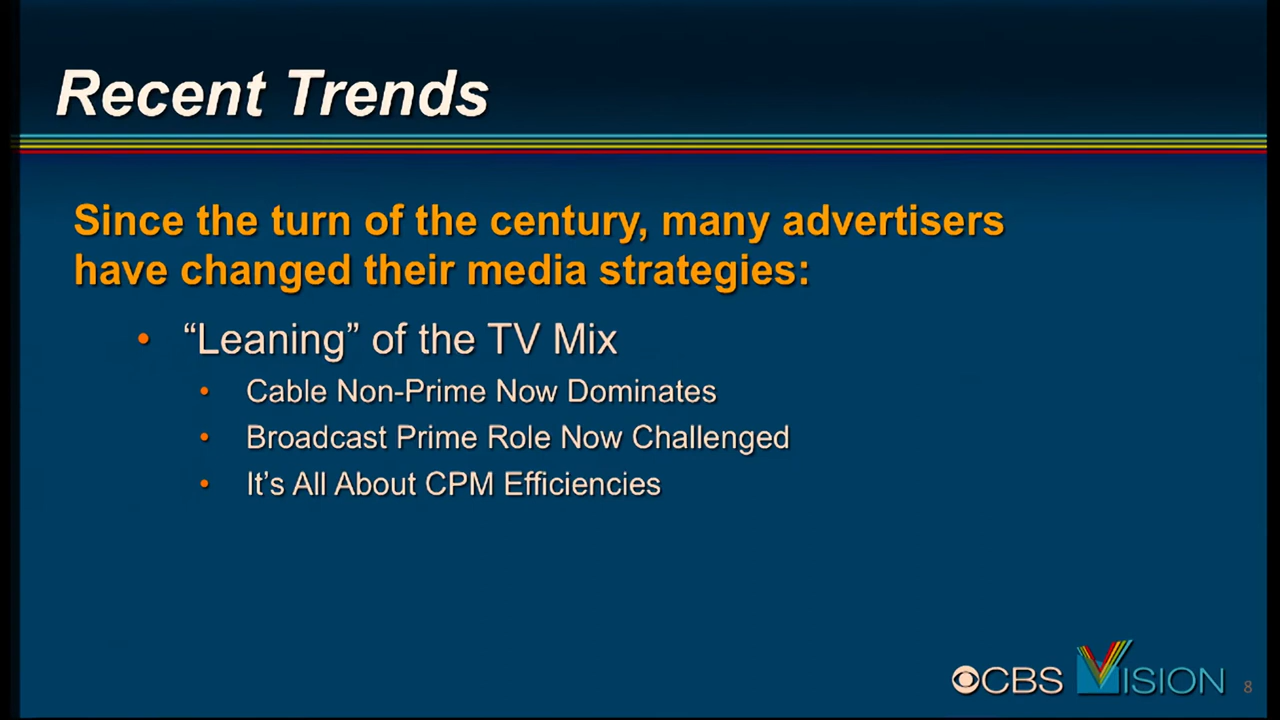 Recent Trends
Since the turn of the century, many advertisers
have changed their media strategies:
• “Leaning” of the TV Mix
• Cable Non-Prime Now Dominates
• Broadcast Prime Role Now Challenged
• It’s All About CPM Efficiencies
CBS VISION 8